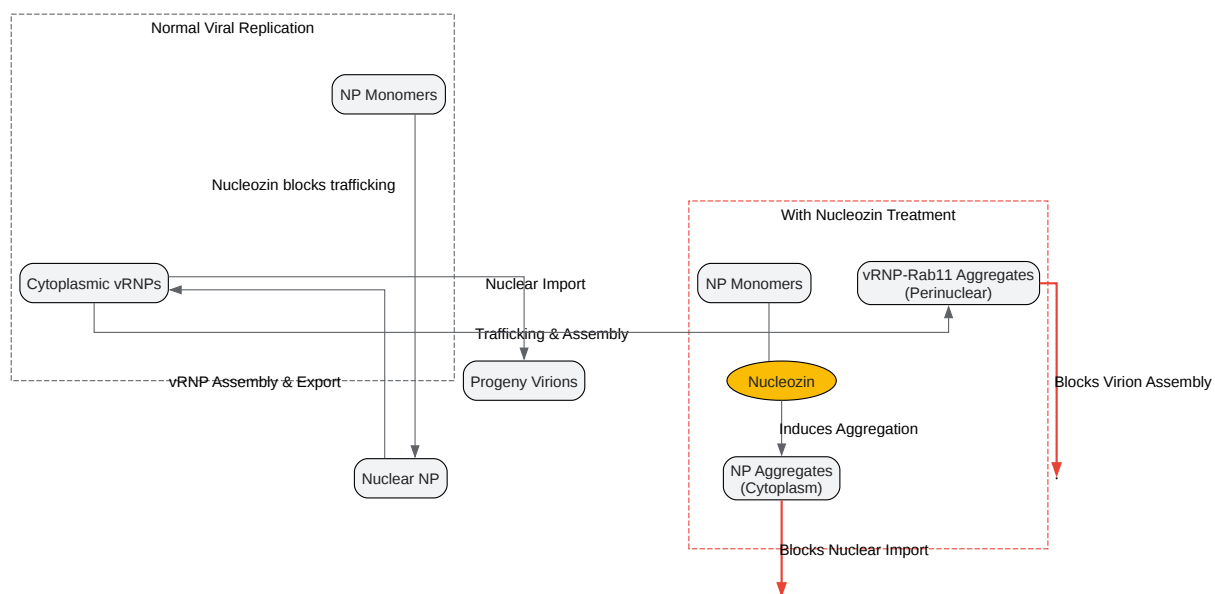 Normal Viral Replication
NP Monomers
Nucleozin blocks trafficking
With Nucleozin Treatment
Cytoplasmic vRNPs
Nuclear Import
NP Monomers
vRNP-Rab11 Aggregates
(Perinuclear)
Trafficking & Assembly
vRNP Assembly & Export
Progeny Virions
Nucleozin
Blocks Virion Assembly
Induces Aggregation
Nuclear NP
NP Aggregates
(Cytoplasm)
Blocks Nuclear Import